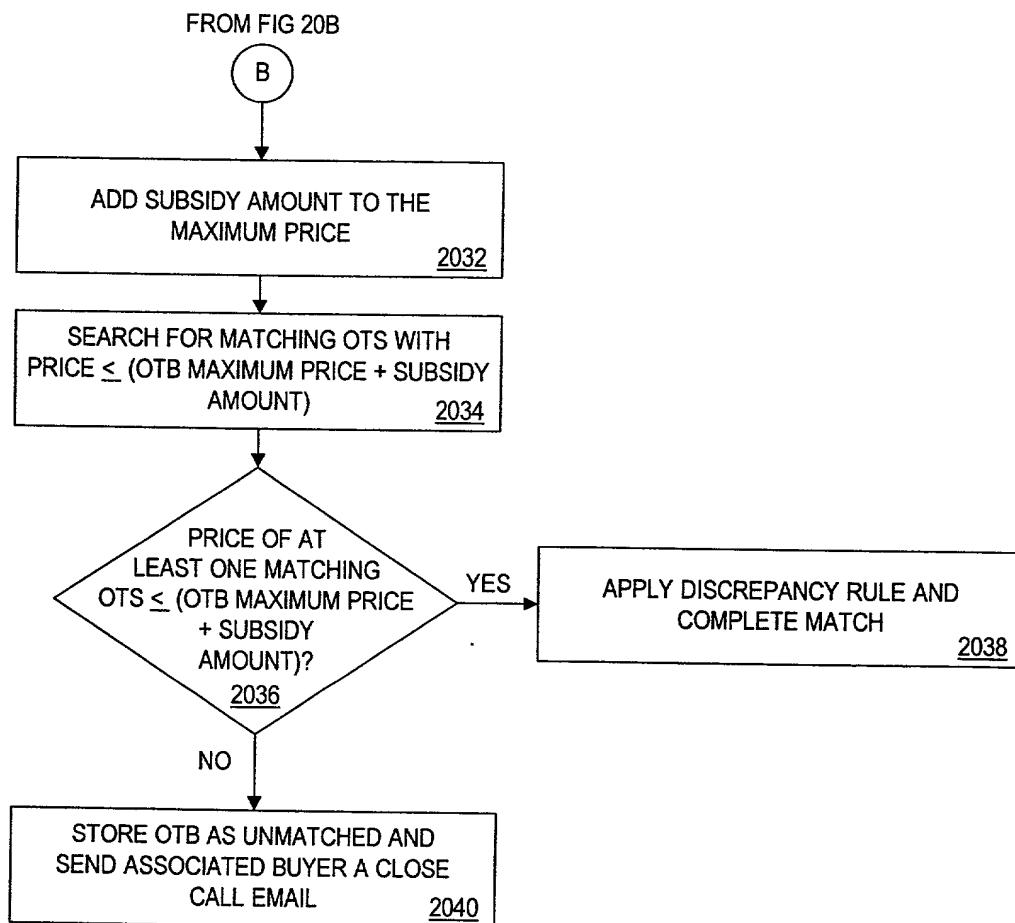 FROM FIG 20B
B
ADD SUBSIDY AMOUNT TO THE
MAXIMUM PRICE
2032
SEARCH FOR MATCHING OTS WITH
PRICE ≤ (OTB MAXIMUM PRICE + SUBSIDY
AMOUNT)
2034
PRICE OF AT
LEAST ONE MATCHING
OTS ≤ (OTB MAXIMUM PRICE
+ SUBSIDY
AMOUNT)?
2036
YES
APPLY DISCREPANCY RULE AND
COMPLETE MATCH
2038
NO
STORE OTB AS UNMATCHED AND
SEND ASSOCIATED BUYER A CLOSE
CALL EMAIL
2040